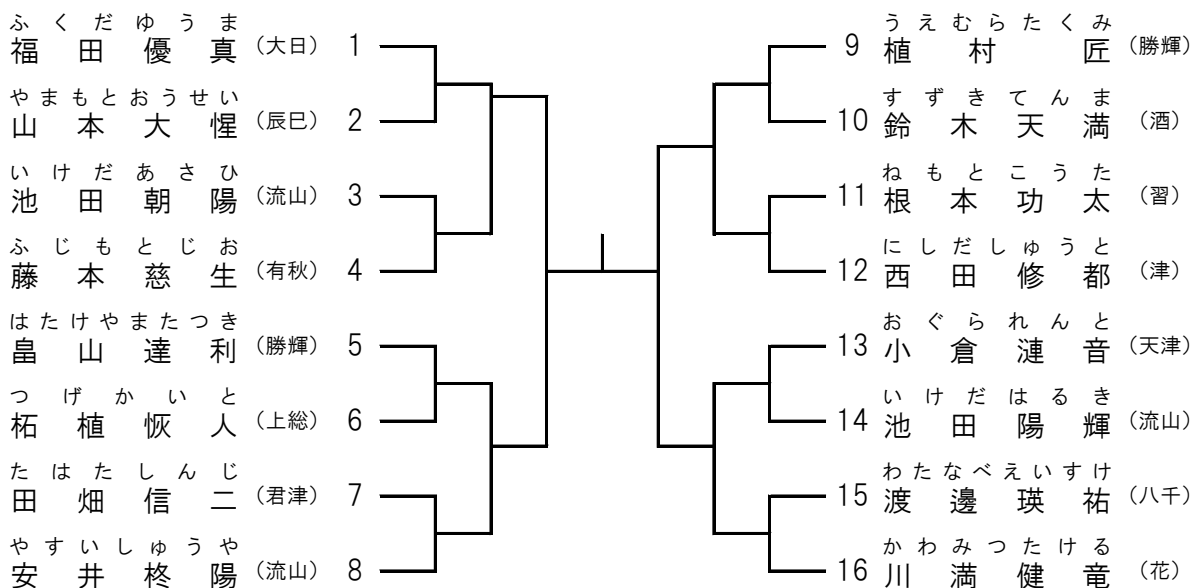 ふくだゆうま
福田優真 (大日) 1
やまもとおうせい
山本大惺 (辰巳) 2
いけだあさひ
池田朝陽 (流山) 3
ふじもとじお
藤本慈生 (有秋) 4
はたけやまたつき
畠山達利 (勝輝) 5
つげかいと
柘植恢人 (上総) 6
たはたしんじ
田畑信二 (君津) 7
やすいしゅうや
安井柊陽 (流山) 8
うえむらたくみ
9 植村匠 (勝輝)
すずきてんま
10 鈴木天満 (酒)
ねもとこうた
11 根本功太 (習)
にしだしゅうと
12 西田修都 (津)
おぐられんと
13 小倉漣音 (天津)
いけだはるき
14 池田陽輝 (流山)
わたなべえいすけ
15 渡邊瑛祐 (八千)
かわみつたける
16 川満健竜 (花)